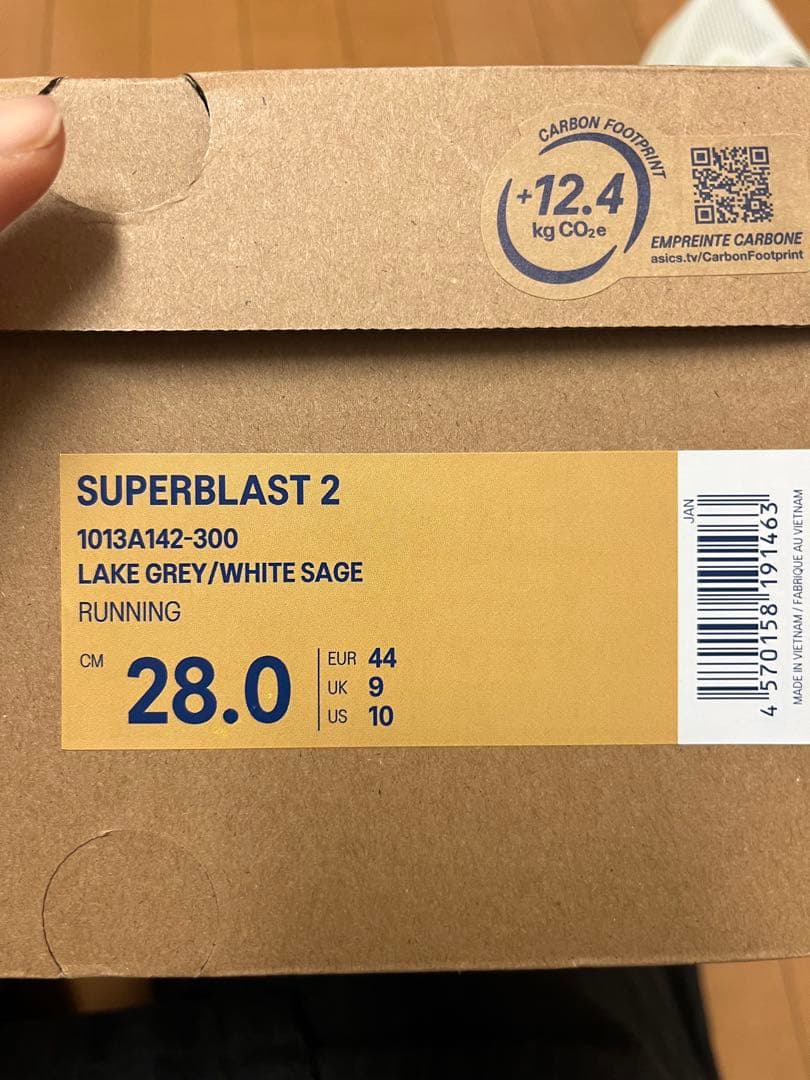 CARBON FOOTPRINT
+12.4
kg CO₂e
EMPREINTE CARBONE
asics.tv/CarbonFootprint
SUPERBLAST 2
1013A142-300
LAKE GREY/WHITE SAGE
RUNNING
CM 28.0
EUR 44
UK 9
US 10
JAN
4 570158 191463
MADE IN VIETNAM / FABRIQUE AU VIETNAM